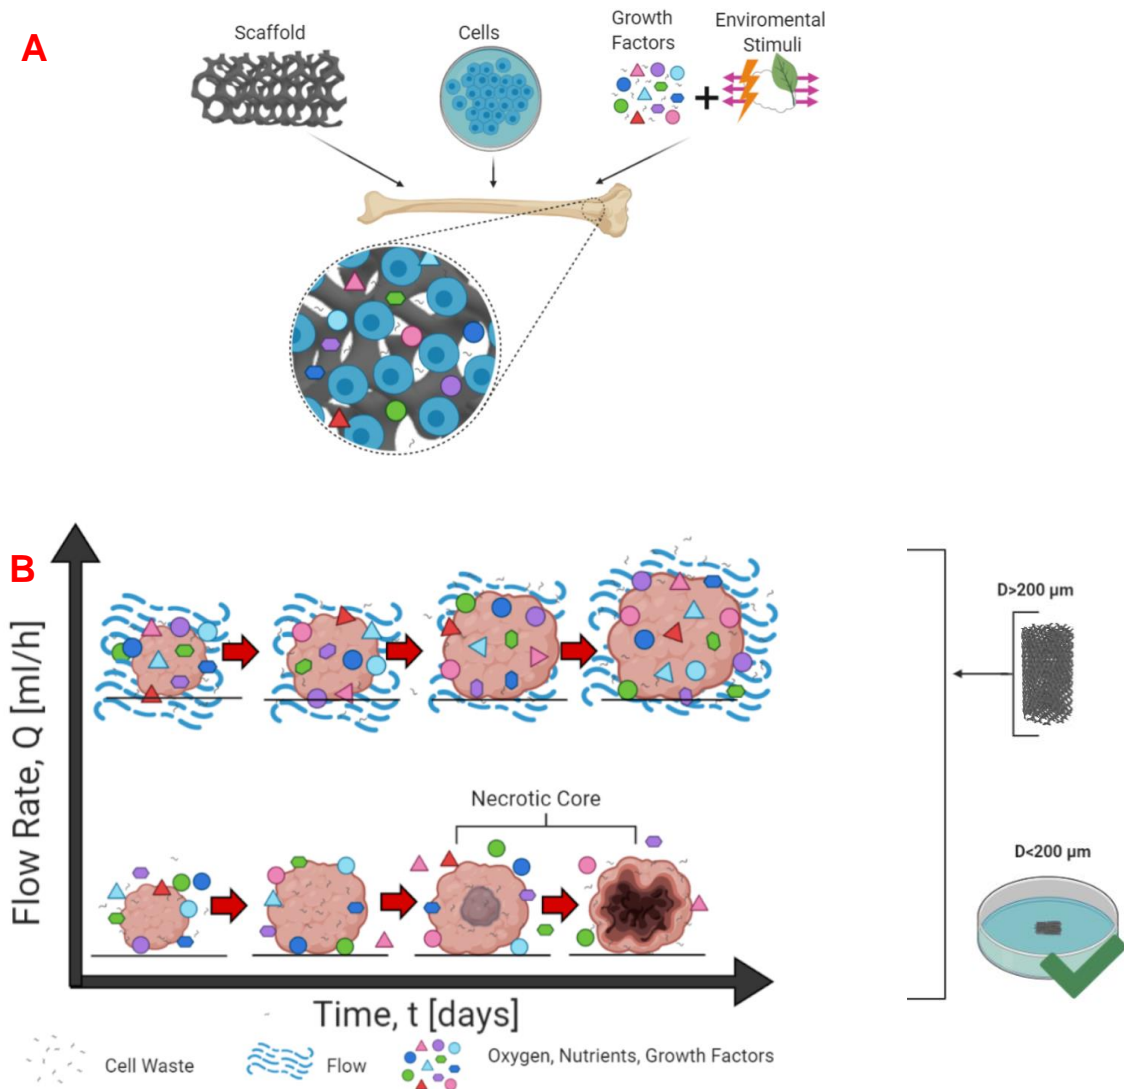 A
Scaffold
Cells
Growth
Factors
Enviromental
Stimuli
B
Flow Rate, Q [ml/h]
Necrotic Core
Time, t [days]
D>200 µm
D<200 µm
Cell Waste
Flow
Oxygen, Nutrients, Growth Factors